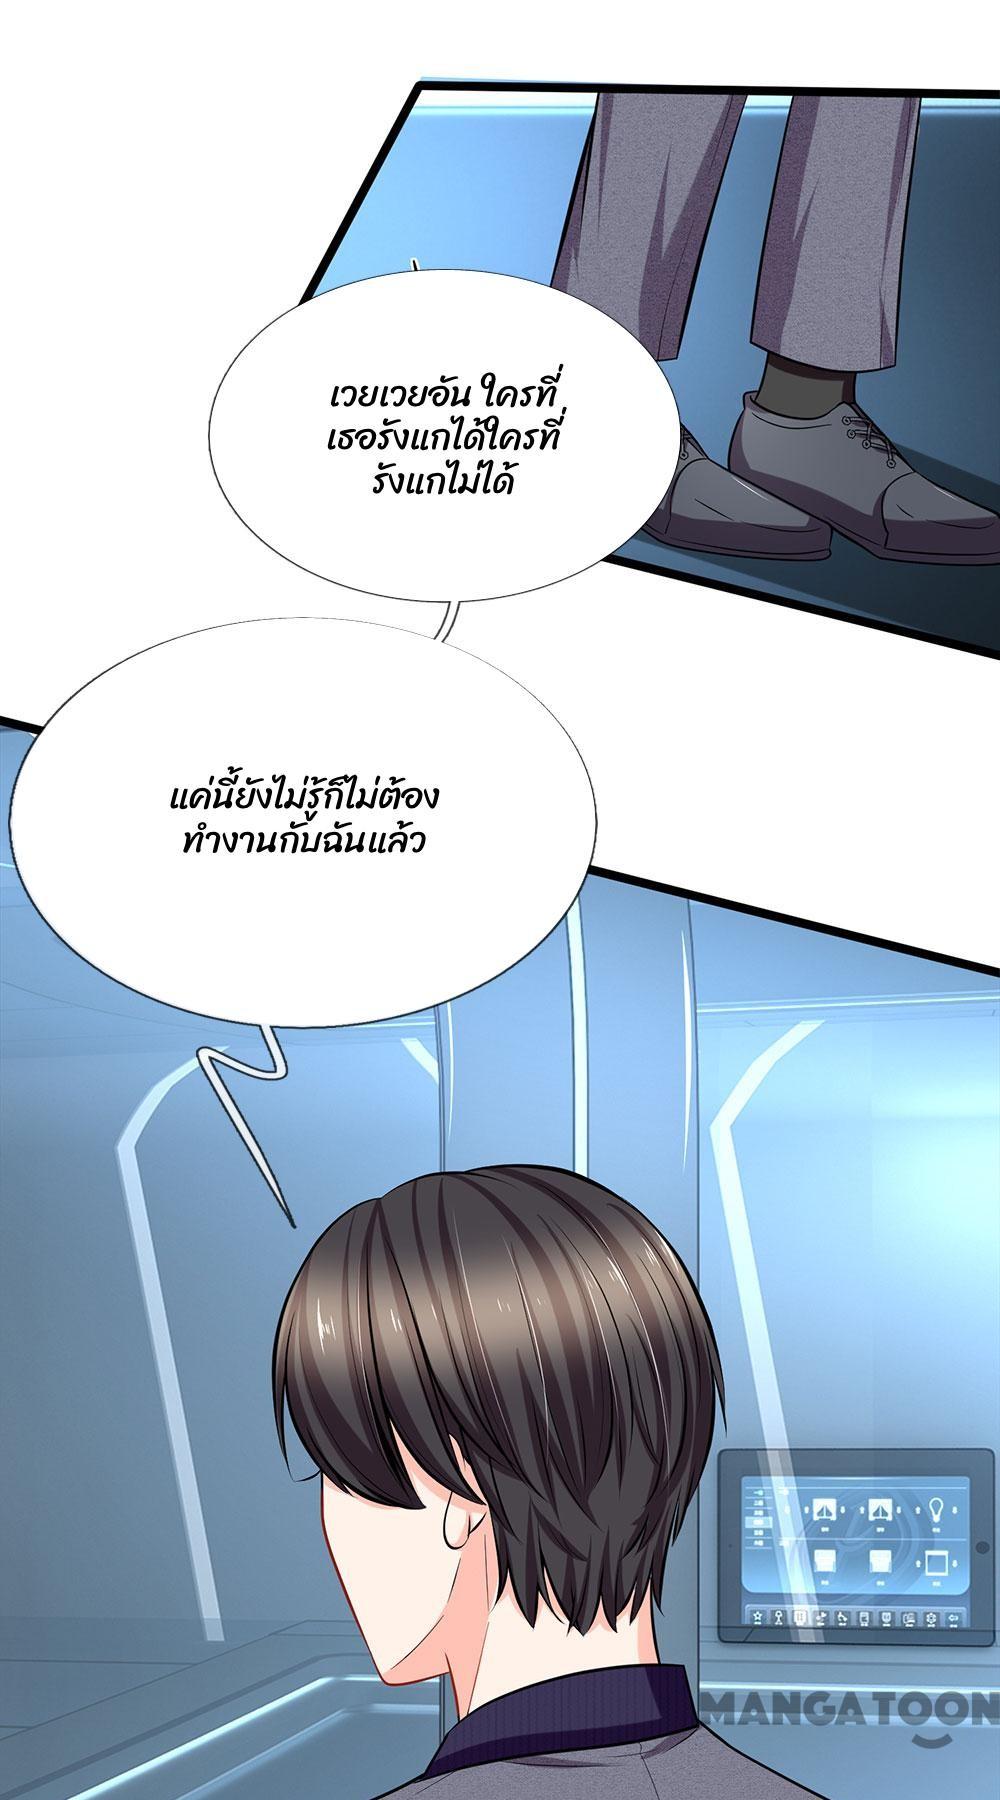 เวยเวยอัน ใครที่
เธอรังแกได้ใครที่
รังแกไม่ได้
แค่นี้ยังไม่รู้ก็ไม่ต้อง
ทำงานกับฉันแล้ว
MANGATOON